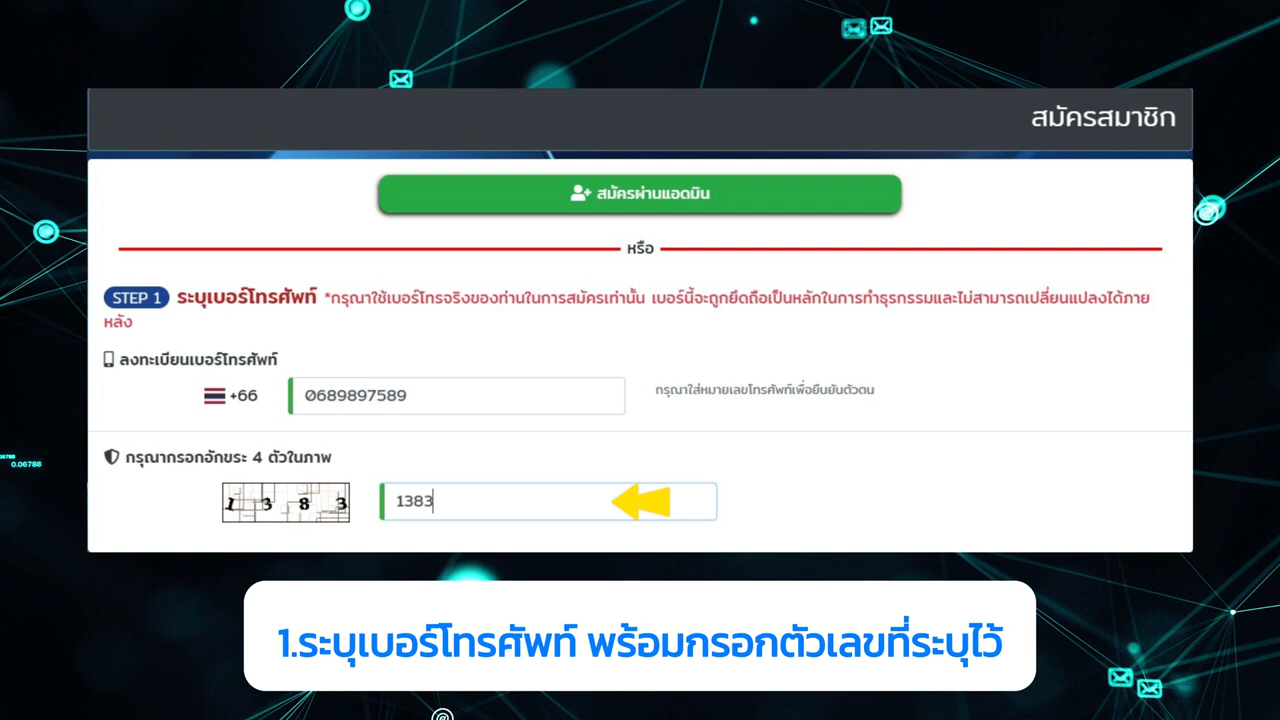 สมัครสมาชิก
สมัครผ่านแอดมิน
หรือ
STEP 1 ระบุเบอร์โทรศัพท์ *กรุณาใช้เบอร์โทรจริงของท่านในการสมัครเท่านั้น เบอร์นี้จะถูกยึดถือเป็นหลักในการทำธุรกรรมและไม่สามารถเปลี่ยนแปลงได้ภาย
หลัง
ลงทะเบียนเบอร์โทรศัพท์
+66 0689897589 กรุณาใส่หมายเลขโทรศัพท์เพื่อยืนยันตัวตน
กรุณากรอกอักขระ 4 ตัวในภาพ
1 3 8 3 1383
0.06788
1.ระบุเบอร์โทรศัพท์ พร้อมกรอกตัวเลขที่ระบุไว้